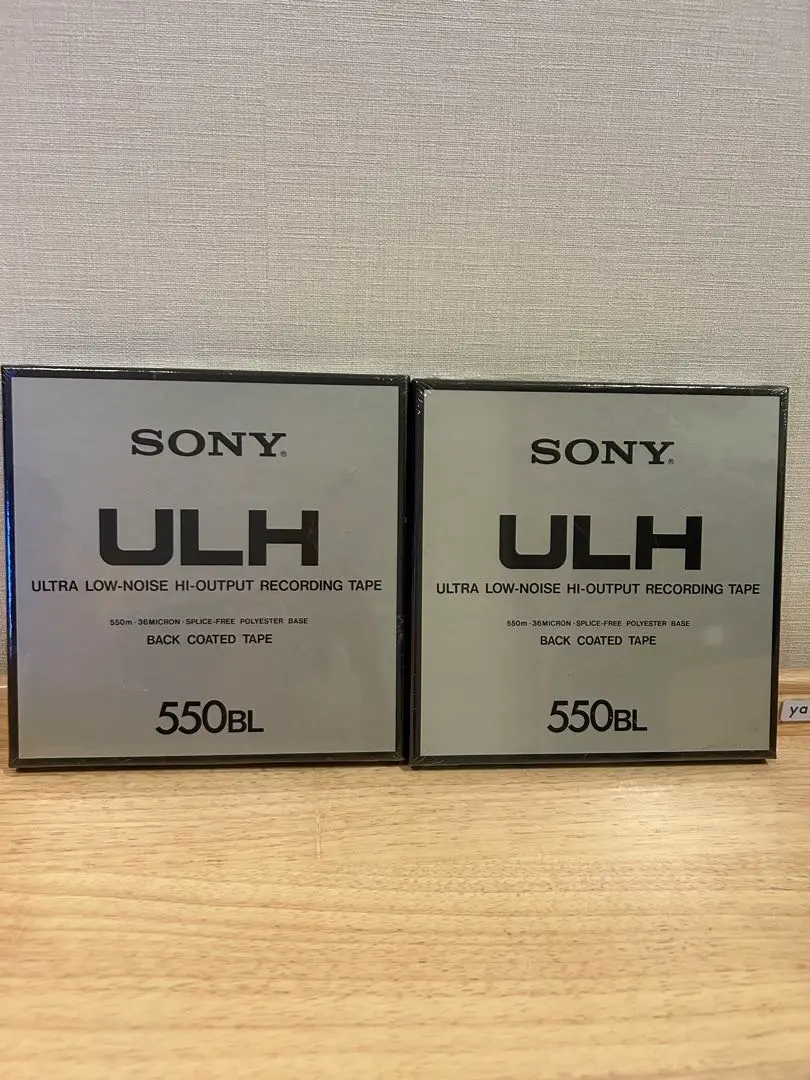 SONY®
ULH
ULTRA LOW-NOISE HI-OUTPUT RECORDING TAPE
550m·36MICRON·SPLICE-FREE POLYESTER BASE
BACK COATED TAPE
550BL
SONY®
ULH
ULTRA LOW-NOISE HI-OUTPUT RECORDING TAPE
550m·36MICRON·SPLICE-FREE POLYESTER BASE
BACK COATED TAPE
550BL
ya